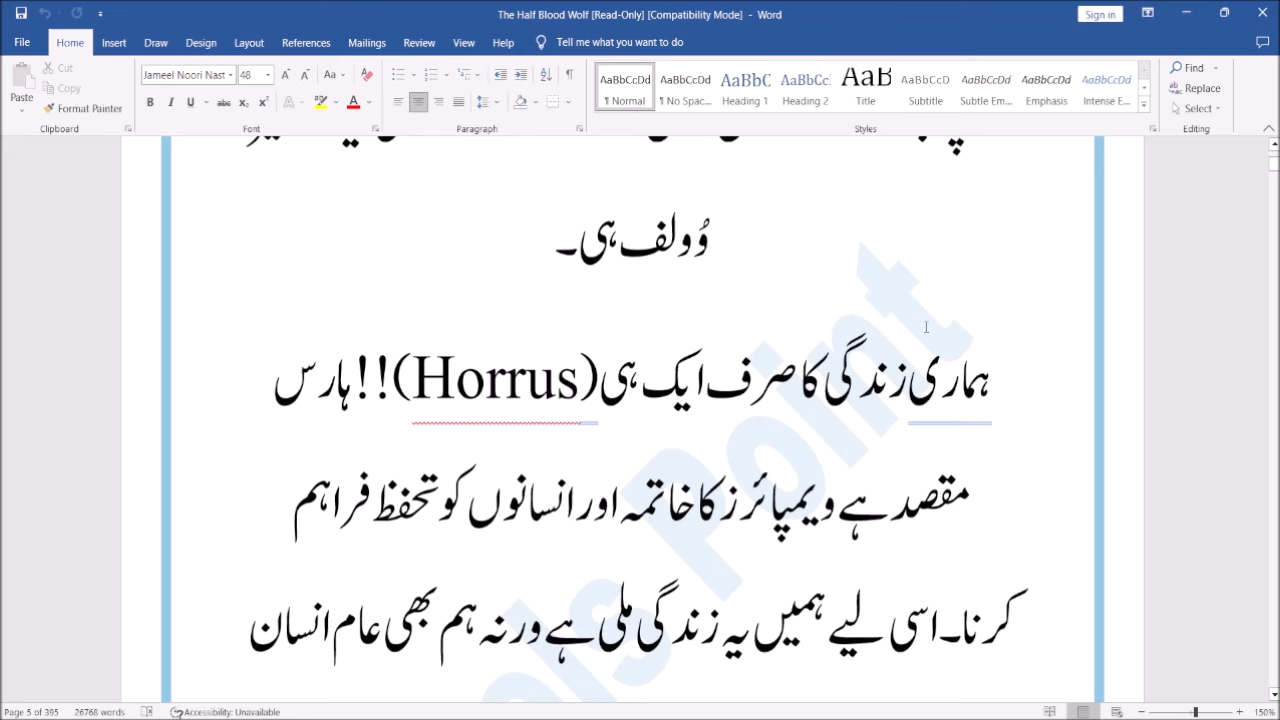 The Half Blood Wolf [Read-Only] [Compatibility Mode] - Word
Sign in
File Home Insert Draw Design Layout References Mailings Review View Help Tell me what you want to do
Paste
Cut
Copy
Format Painter
Clipboard
Jameel Noori Nast 48
Font
Paragraph
AaBbCcDd AaBbCcDd AaBbC AaBbCc AaB AaBbCcD AaBbCcDd AaBbCcDd AaBbCcDd
¶ Normal ¶ No Spac... Heading 1 Heading 2 Title Subtitle Subtle Em... Emphasis Intense E...
Styles
Find
Replace
Select
Editing
وُولف ہی۔
ہماری زندگی کا صرف ایک ہی (Horrus)!! ہارس
مقصد ہے ویمپائرز کا خاتمہ اور انسانوں کو تحفظ فراہم
کرنا۔ اسی لیے ہمیں یہ زندگی ملی ہے ورنہ ہم بھی عام انسان
Point
Page 5 of 395 26768 words Accessibility: Unavailable 150%